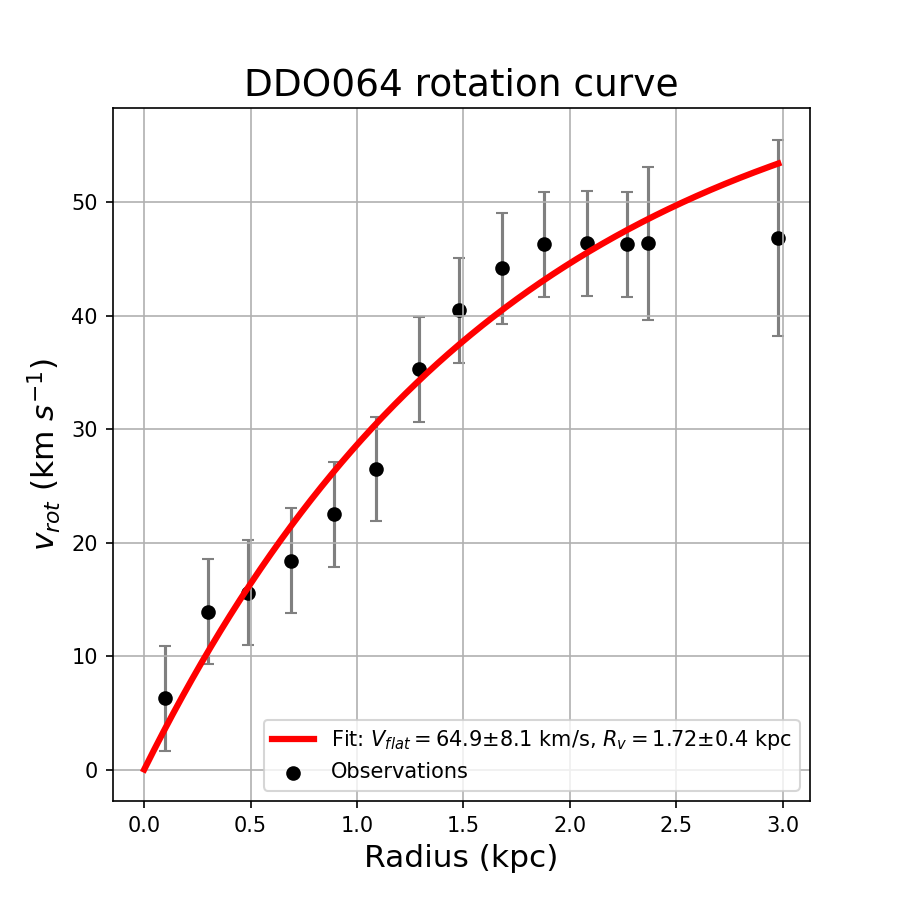 DDO064 rotation curve
50
40
30
20
10
0
v_rot (km s⁻¹)
Fit: V_flat = 64.9±8.1 km/s, R_v = 1.72±0.4 kpc
Observations
0.0 0.5 1.0 1.5 2.0 2.5 3.0
Radius (kpc)